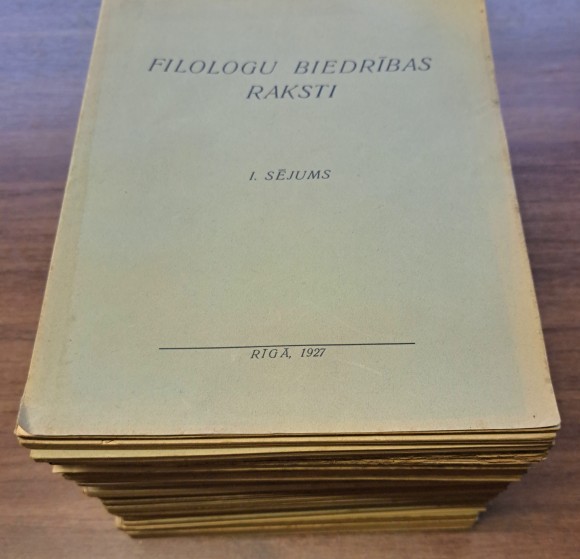 FILOLOGU BIEDRĪBAS
RAKSTI
I. SĒJUMS
RĪGĀ, 1927